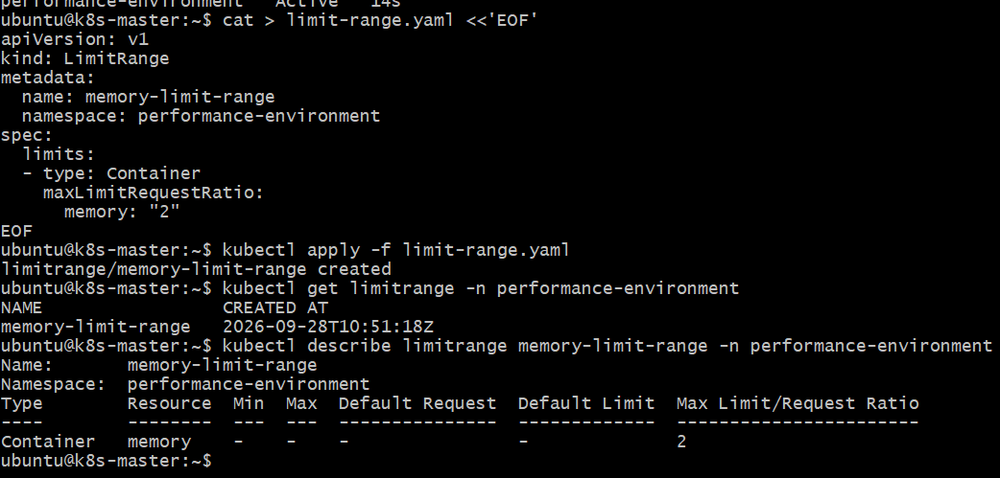 performance-environment   Active   14s
ubuntu@k8s-master:~$ cat > limit-range.yaml <<'EOF'
apiVersion: v1
kind: LimitRange
metadata:
  name: memory-limit-range
  namespace: performance-environment
spec:
  limits:
  - type: Container
    maxLimitRequestRatio:
      memory: "2"
EOF
ubuntu@k8s-master:~$ kubectl apply -f limit-range.yaml
limitrange/memory-limit-range created
ubuntu@k8s-master:~$ kubectl get limitrange -n performance-environment
NAME                 CREATED AT
memory-limit-range   2026-09-28T10:51:18Z
ubuntu@k8s-master:~$ kubectl describe limitrange memory-limit-range -n performance-environment
Name:       memory-limit-range
Namespace:  performance-environment
Type        Resource  Min  Max  Default Request  Default Limit  Max Limit/Request Ratio
----        --------  ---  ---  ---------------  -------------  -----------------------
Container   memory    -    -    -                -              2
ubuntu@k8s-master:~$